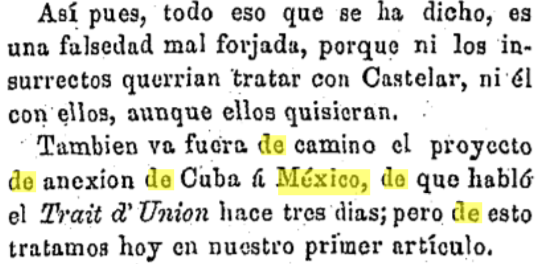 Así pues, todo eso que se ha dicho, es
una falsedad mal forjada, porque ni los in-
surrectos querrian tratar con Castelar, ni él
con ellos, aunque ellos quisieran.
Tambien va fuera de camino el proyecto
de anexion de Cuba á México, de que habló
el Trait d' Union hace tres dias; pero de esto
tratamos hoy en nuestro primer artículo.